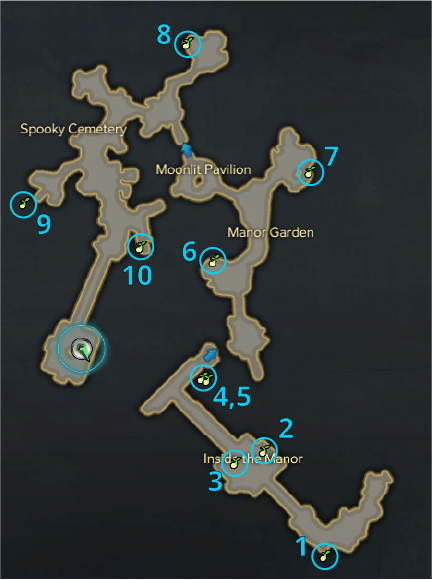 8
Spooky Cemetery
Moonlit Pavilion
7
9
Manor Garden
6
10
4,5
2
Inside the Manor
3
1